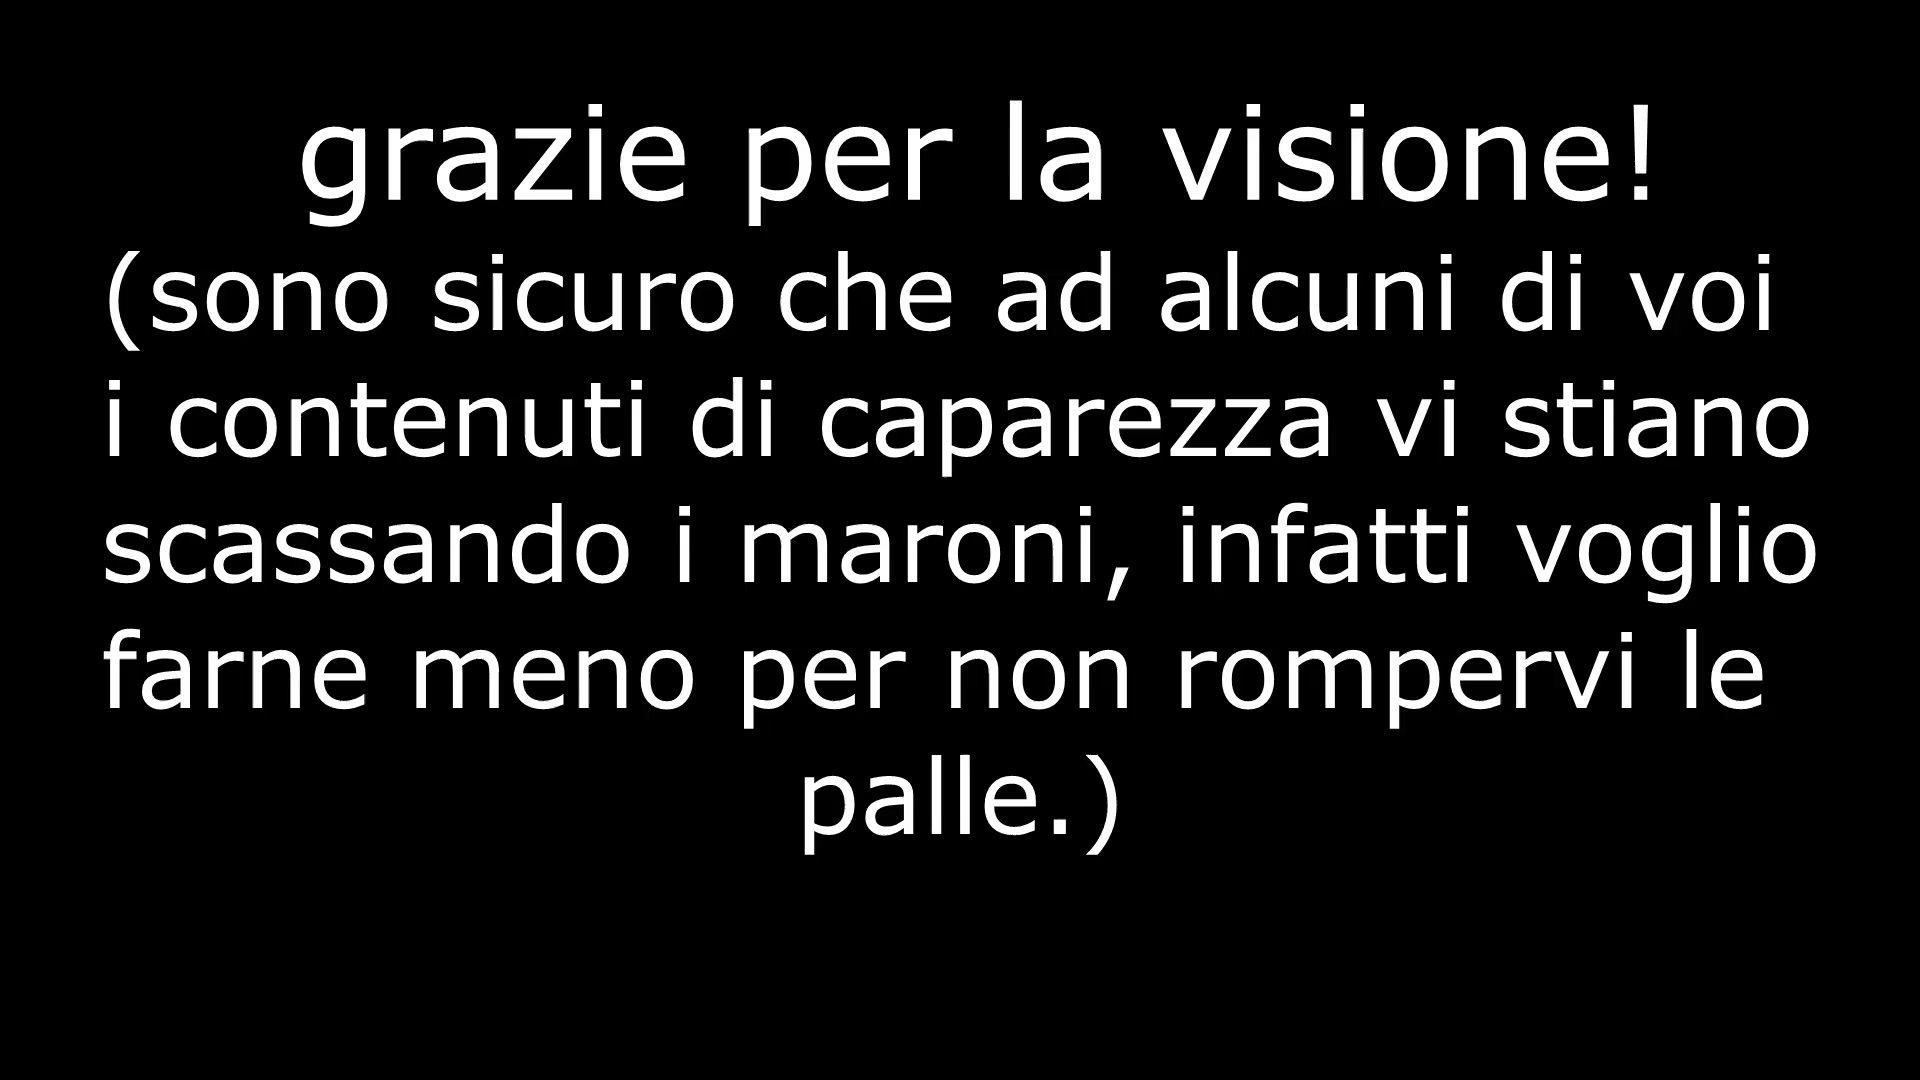 grazie per la visione!
(sono sicuro che ad alcuni di voi
i contenuti di caparezza vi stiano
scassando i maroni, infatti voglio
farne meno per non rompervi le
palle.)